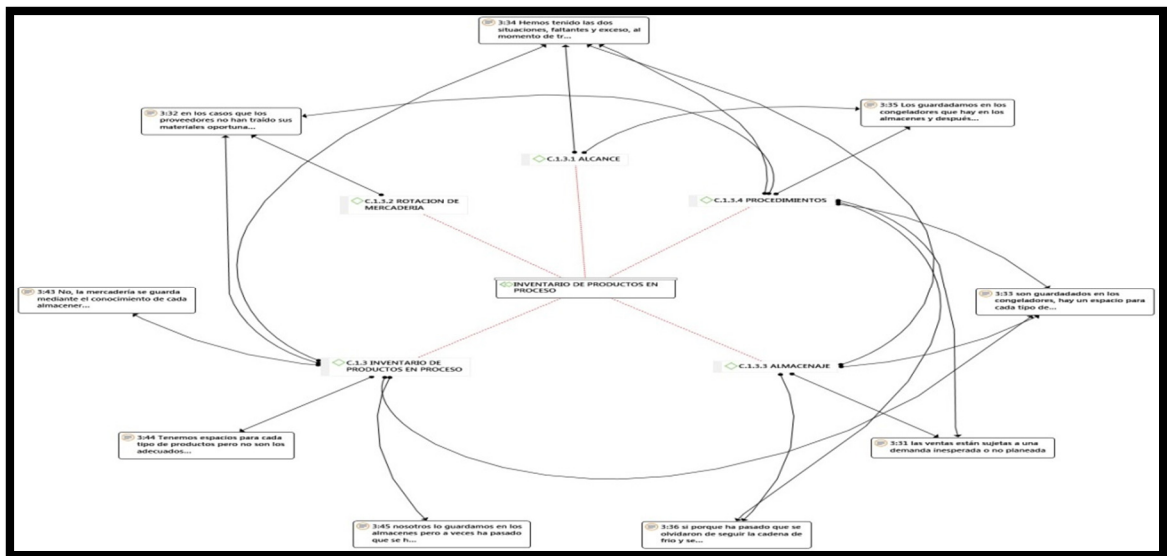 3:34 Hemos tenido las dos
situaciones, faltantes y exceso, al
momento de tr...
3:32 en los casos que los
proveedores no han traído sus
materiales oportuna...
3:35 Los guardadamos en los
congeladores que hay en los
almacenes y después...
C.1.3.1 ALCANCE
C.1.3.2 ROTACION DE
MERCADERIA
C.1.3.4 PROCEDIMIENTOS
INVENTARIO DE PRODUCTOS EN
PROCESO
3:43 No, la mercadería se guarda
mediante el conocimiento de cada
almacener...
3:33 son guardadados en los
congeladores, hay un espacio para
cada tipo de...
C.1.3 INVENTARIO DE
PRODUCTOS EN PROCESO
C.1.3.3 ALMACENAJE
3:44 Tenemos espacios para cada
tipo de productos pero no son los
adecuados...
3:31 las ventas están sujetas a una
demanda inesperada o no planeada
3:45 nosotros lo guardamos en los
almacenes pero a veces ha pasado
que se h...
3:36 si porque ha pasado que se
olvidaron de seguir la cadena de
frio y se...